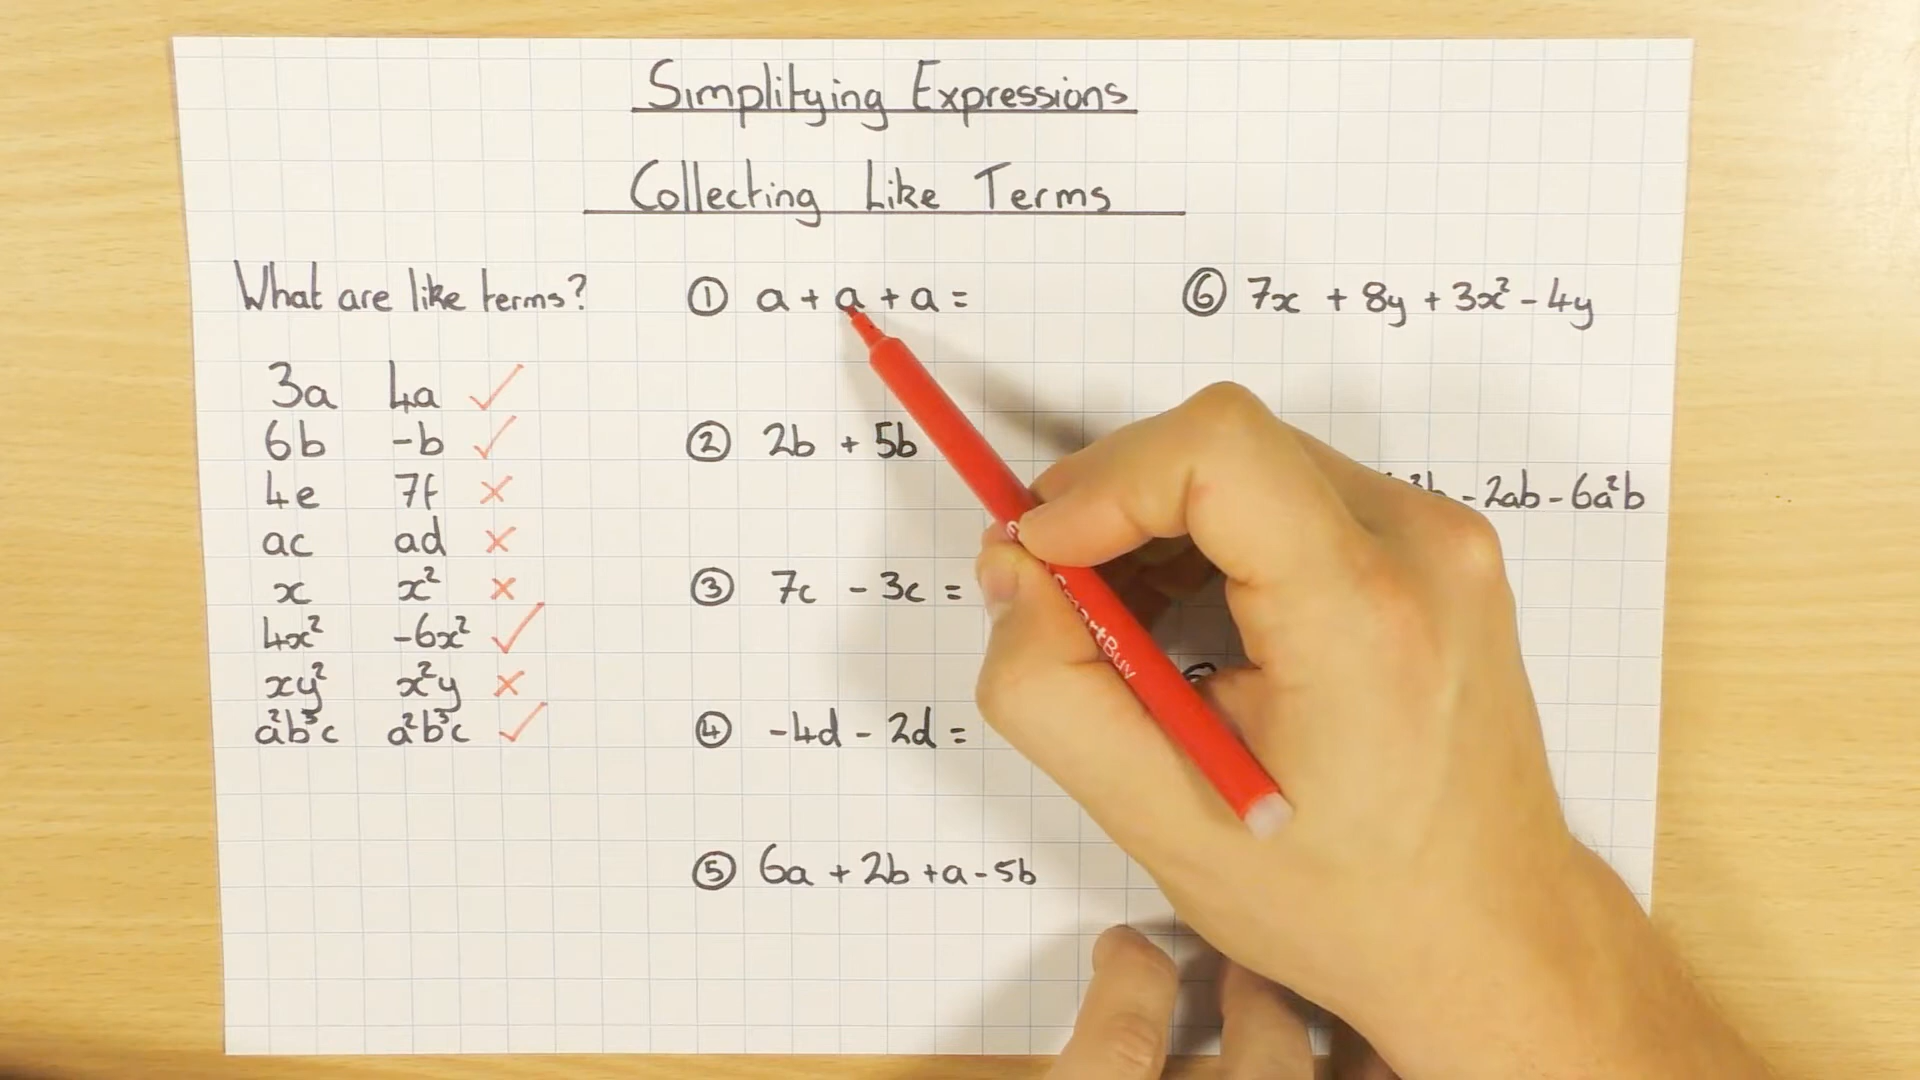 Simplifying Expressions
Collecting Like Terms
What are like terms?
3a 4a ✓
6b -b ✓
4e 7f ×
ac ad ×
x x² ×
4x² -6x² ✓
xy² x²y ×
a²b³c a²b³c ✓
① a + a + a =
② 2b + 5b
③ 7c - 3c =
④ -4d - 2d =
⑤ 6a + 2b + a - 5b
⑥ 7x + 8y + 3x² - 4y
- 2ab - 6a²b
SmartBuy